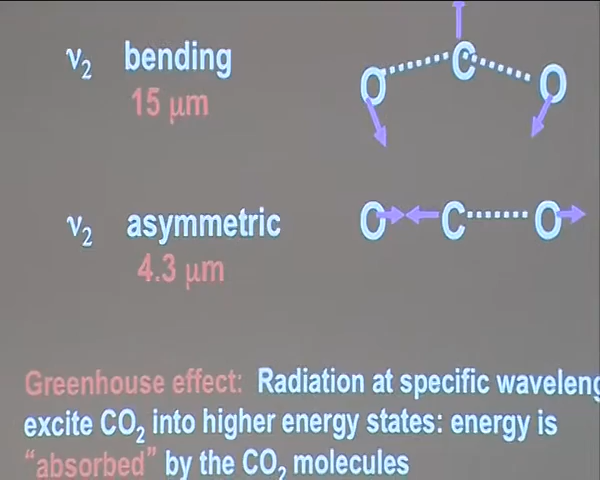 ν₂ bending
15 μm
C
O O
ν₂ asymmetric
4.3 μm
O C O
Greenhouse effect: Radiation at specific
excite CO₂ into higher energy states: energy is
“absorbed” by the CO₂ molecules